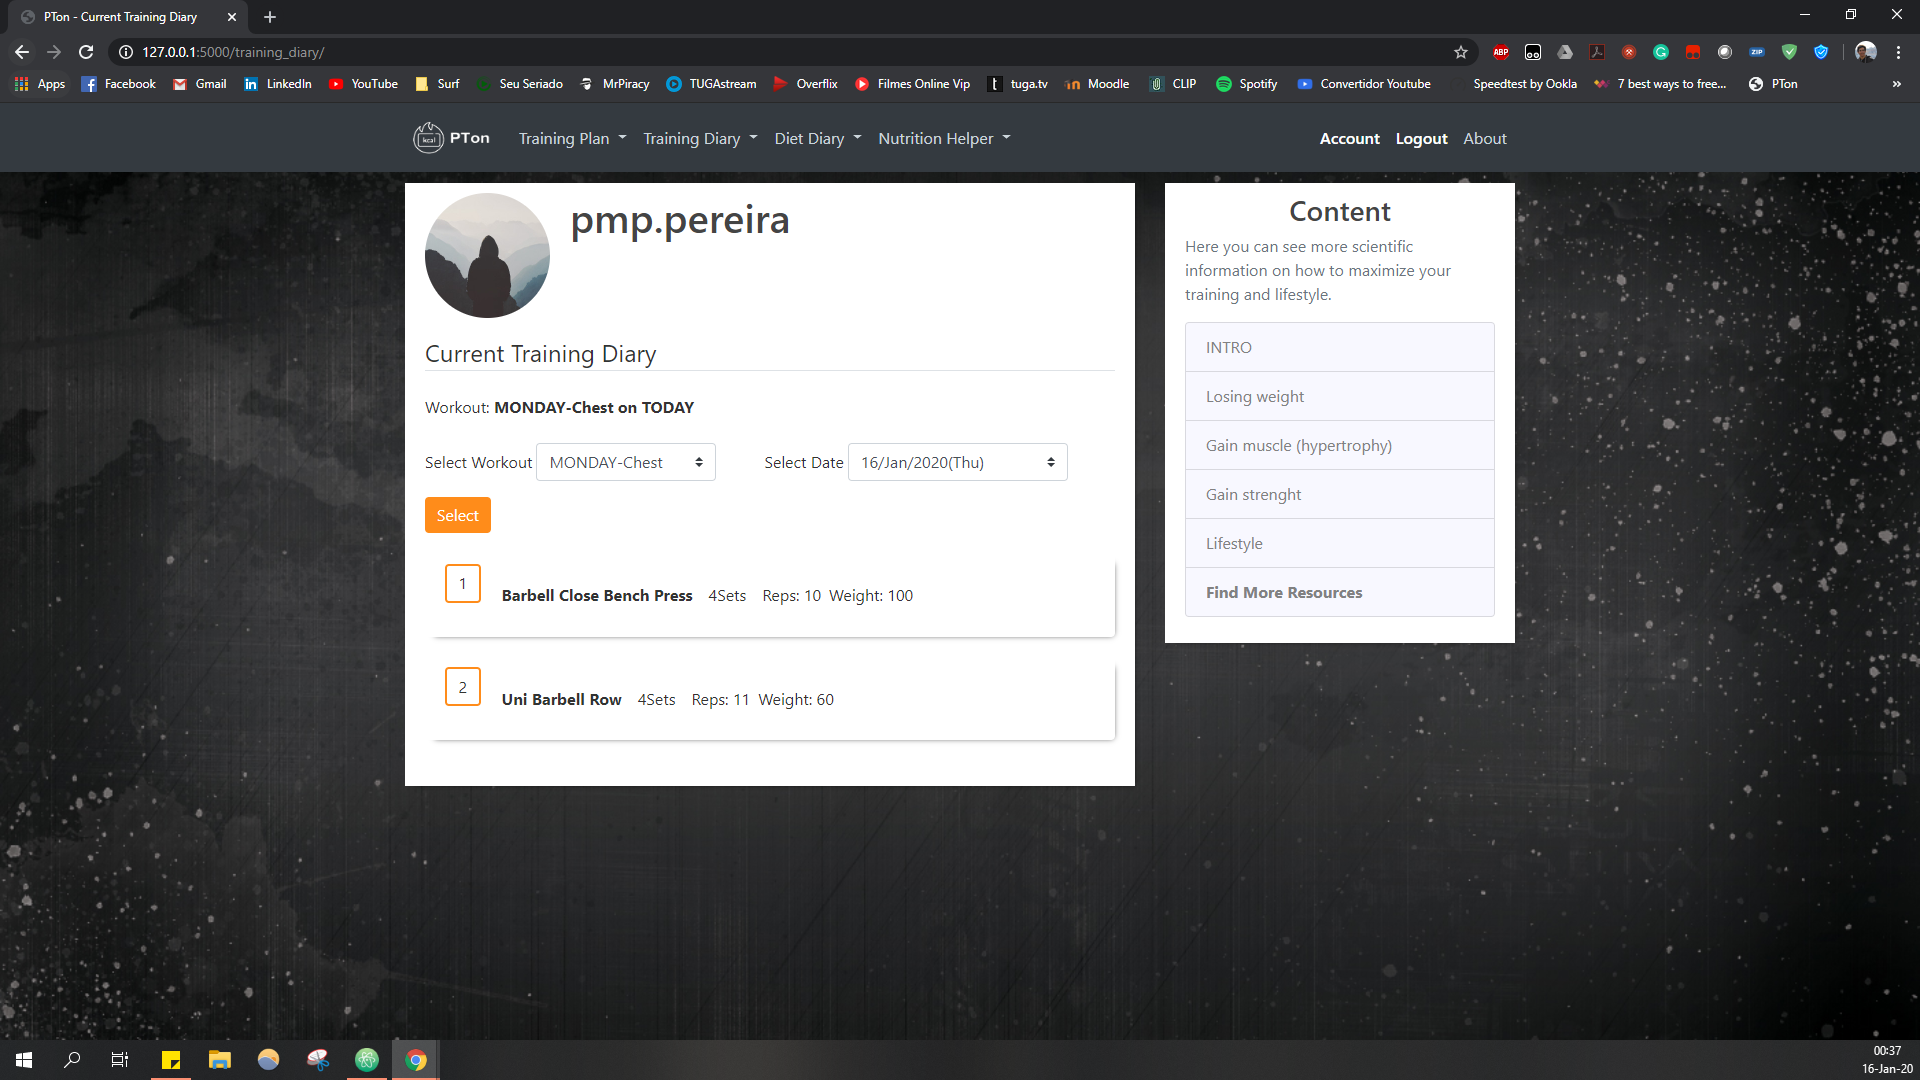 PTon - Current Training Diary
127.0.0.1:5000/training_diary/
ABP
ZIP
Apps Facebook Gmail LinkedIn YouTube Surf Seu Seriado MrPiracy TUGAstream Overflix Filmes Online Vip tuga.tv Moodle CLIP Spotify Convertidor Youtube Speedtest by Ookla 7 best ways to free... PTon »
kcal PTon Training Plan Training Diary Diet Diary Nutrition Helper Account Logout About
pmp.pereira
Current Training Diary
Workout: MONDAY-Chest on TODAY
Select Workout MONDAY-Chest Select Date 16/Jan/2020(Thu)
Select
1 Barbell Close Bench Press 4Sets Reps: 10 Weight: 100
2 Uni Barbell Row 4Sets Reps: 11 Weight: 60
Content
Here you can see more scientific
information on how to maximize your
training and lifestyle.
INTRO
Losing weight
Gain muscle (hypertrophy)
Gain strenght
Lifestyle
Find More Resources
00:37
16-Jan-20